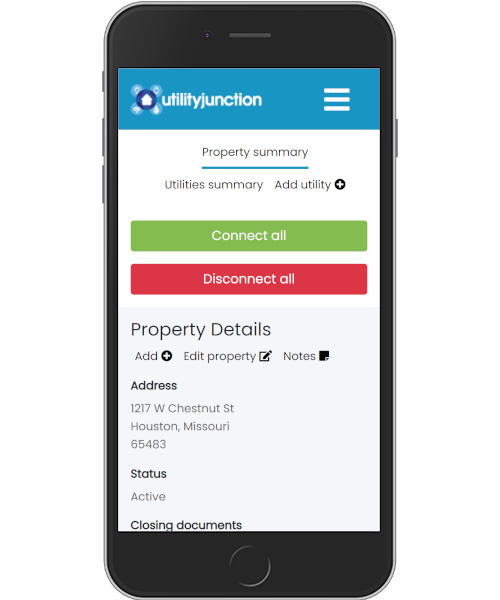 utilityjunction
Property summary
Utilities summary Add utility
Connect all
Disconnect all
Property Details
Add Edit property Notes
Address
1217 W Chestnut St
Houston, Missouri
65483
Status
Active
Closing documents